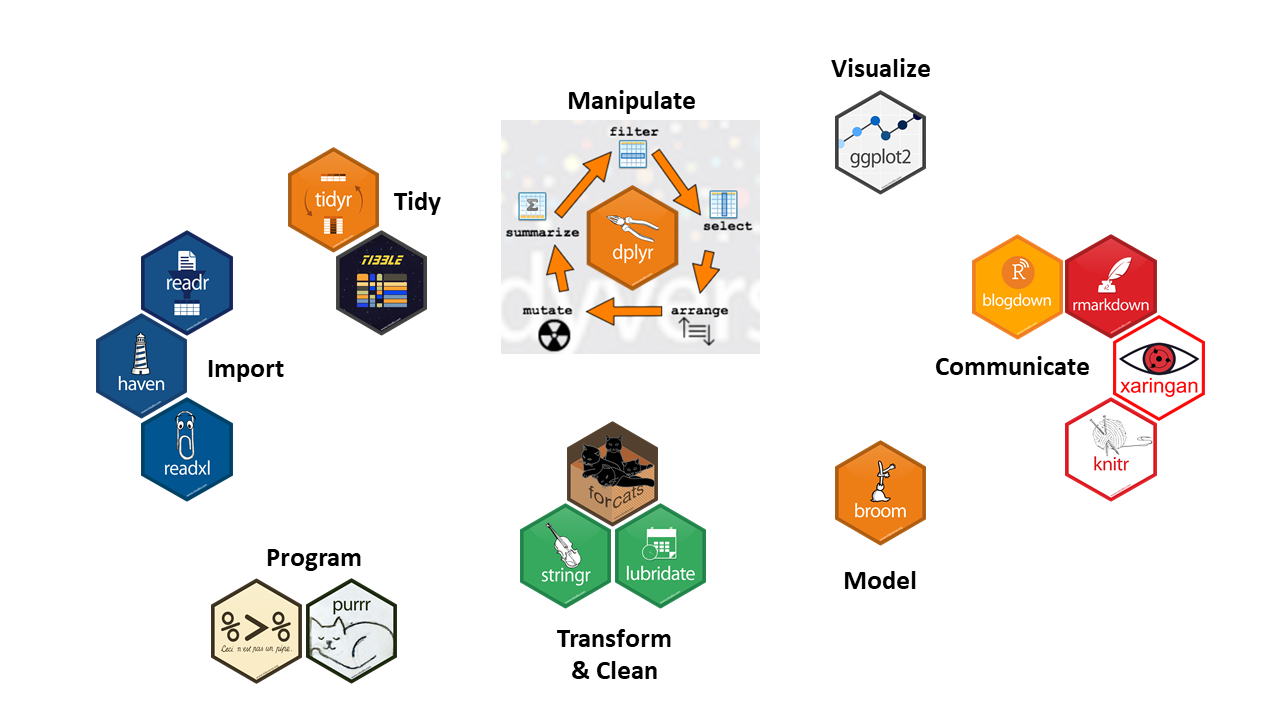 Visualize
ggplot2
Manipulate
filter
select
arrange
mutate
summarize
dplyr
tidyr
Tidy
TIBBLE
readr
haven
Import
readxl
blogdown
R
rmarkdown
Communicate
xaringan
knitr
forcats
stringr
lubridate
Transform
& Clean
broom
Model
Program
%>%
Ceci n'est pas un pipe.
purrr